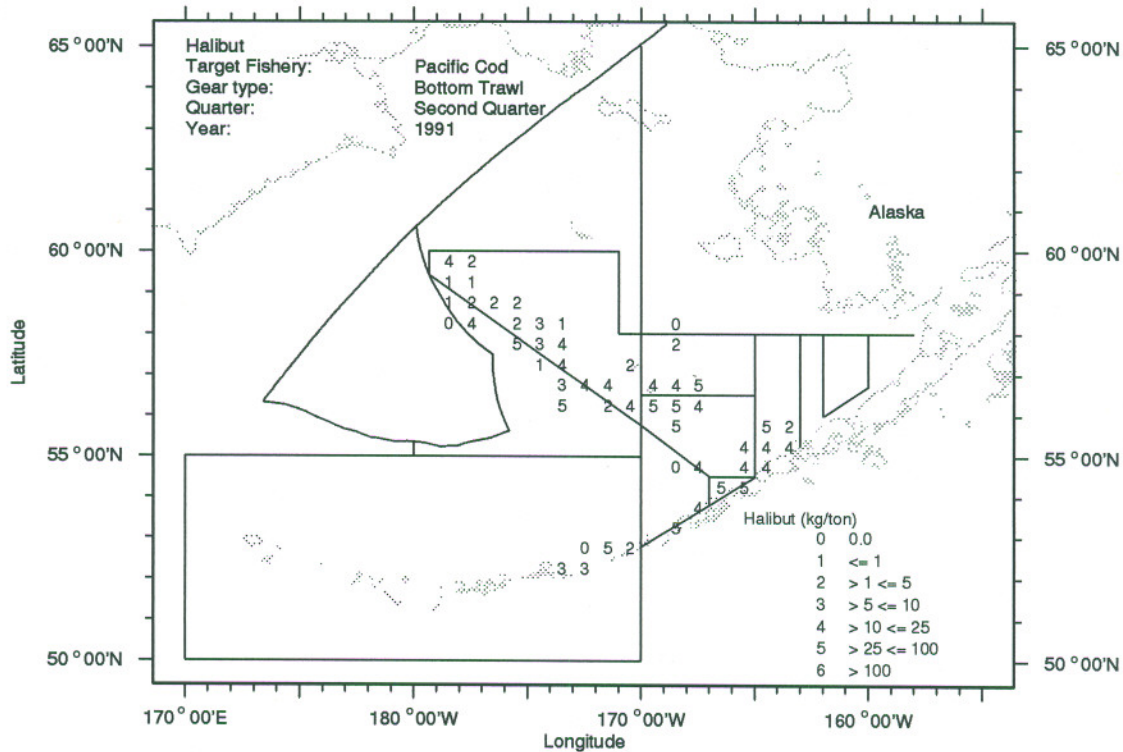 65 °00'N 65 °00'N
Halibut
Target Fishery: Pacific Cod
Gear type: Bottom Trawl
Quarter: Second Quarter
Year: 1991
Alaska
60 °00'N 60 °00'N
4 2
1 1
1 2 2 2
0 4 2 3 1 0
5 3 4 2
1 4 2
3 4 4 4 4 5
5 2 4 5 5 4
5 5 2
4 4 4
55 °00'N 55 °00'N
0 4 4 4
5 5
4
Halibut (kg/ton)
5
0 0.0
0 5 2
1 <= 1
3 3
2 > 1 <= 5
3 > 5 <= 10
4 > 10 <= 25
5 > 25 <= 100
50 °00'N 50 °00'N
6 > 100
Latitude
170 °00'E 180 °00'W 170 °00'W 160 °00'W
Longitude